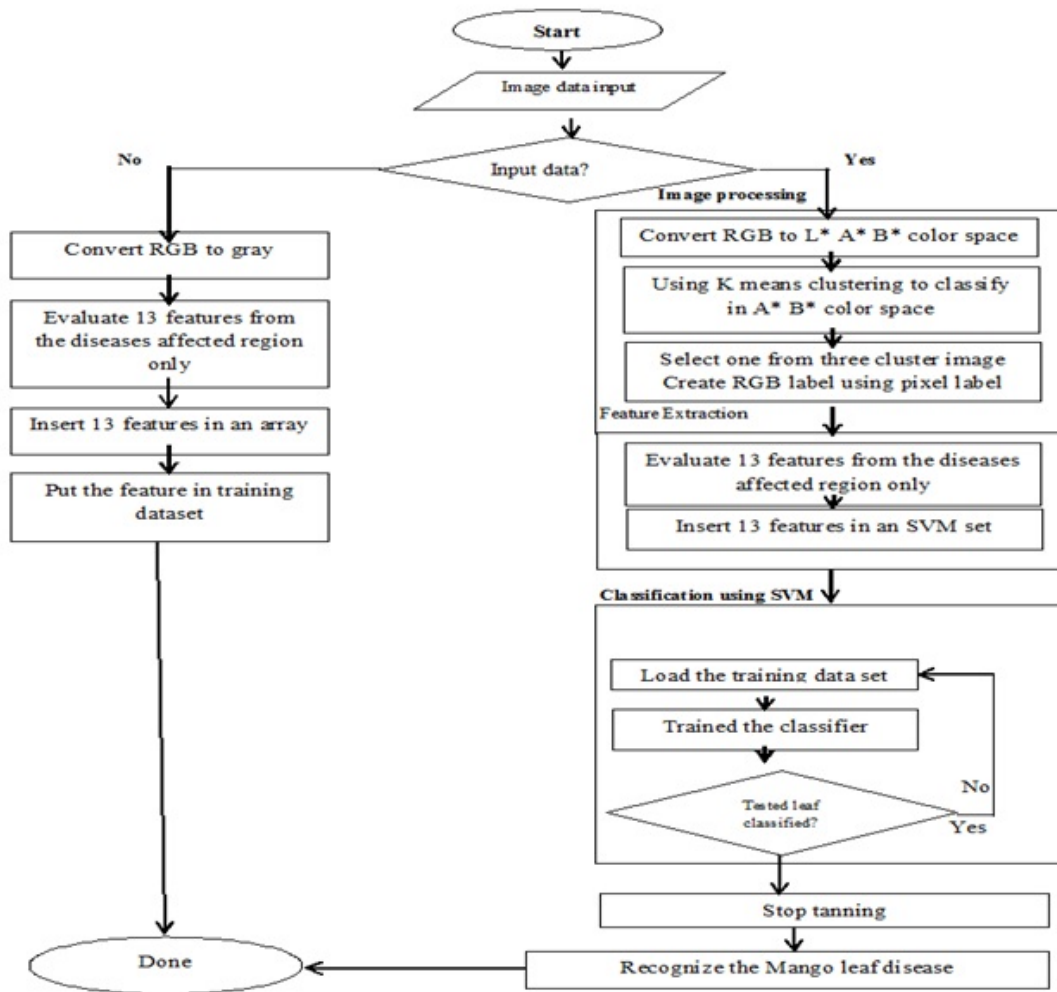 Start
Image data input
No
Input data?
Yes
Image processing
Convert RGB to gray
Evaluate 13 features from
the diseases affected region
only
Insert 13 features in an array
Put the feature in training
dataset
Convert RGB to L* A* B* color space
Using K means clustering to classify
in A* B* color space
Select one from three cluster image
Create RGB label using pixel label
Feature Extraction
Evaluate 13 features from the diseases
affected region only
Insert 13 features in an SVM set
Classification using SVM
Load the training data set
Trained the classifier
Tested leaf
classified?
No
Yes
Stop tanning
Recognize the Mango leaf disease
Done